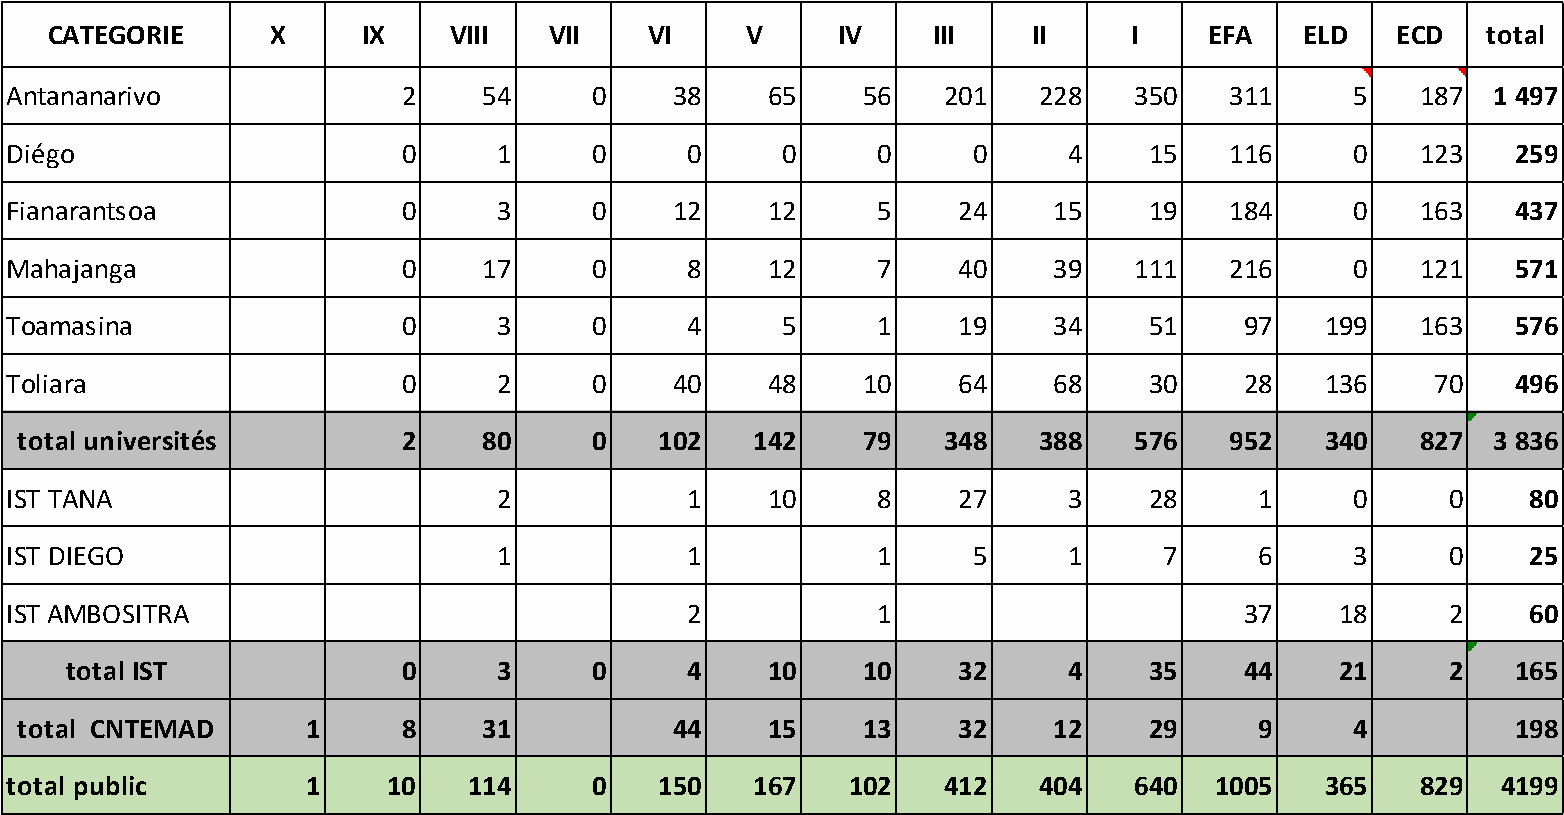 CATEGORIE X IX VIII VII VI V IV III II I EFA ELD ECD total
Antananarivo 2 54 0 38 65 56 201 228 350 311 5 187 1 497
Diégo 0 1 0 0 0 0 0 4 15 116 0 123 259
Fianarantsoa 0 3 0 12 12 5 24 15 19 184 0 163 437
Mahajanga 0 17 0 8 12 7 40 39 111 216 0 121 571
Toamasina 0 3 0 4 5 1 19 34 51 97 199 163 576
Toliara 0 2 0 40 48 10 64 68 30 28 136 70 496
total universités 2 80 0 102 142 79 348 388 576 952 340 827 3 836
IST TANA 2 1 10 8 27 3 28 1 0 0 80
IST DIEGO 1 1 1 5 1 7 6 3 0 25
IST AMBOSITRA 2 1 37 18 2 60
total IST 0 3 0 4 10 10 32 4 35 44 21 2 165
total CNTEMAD 1 8 31 44 15 13 32 12 29 9 4 198
total public 1 10 114 0 150 167 102 412 404 640 1005 365 829 4199